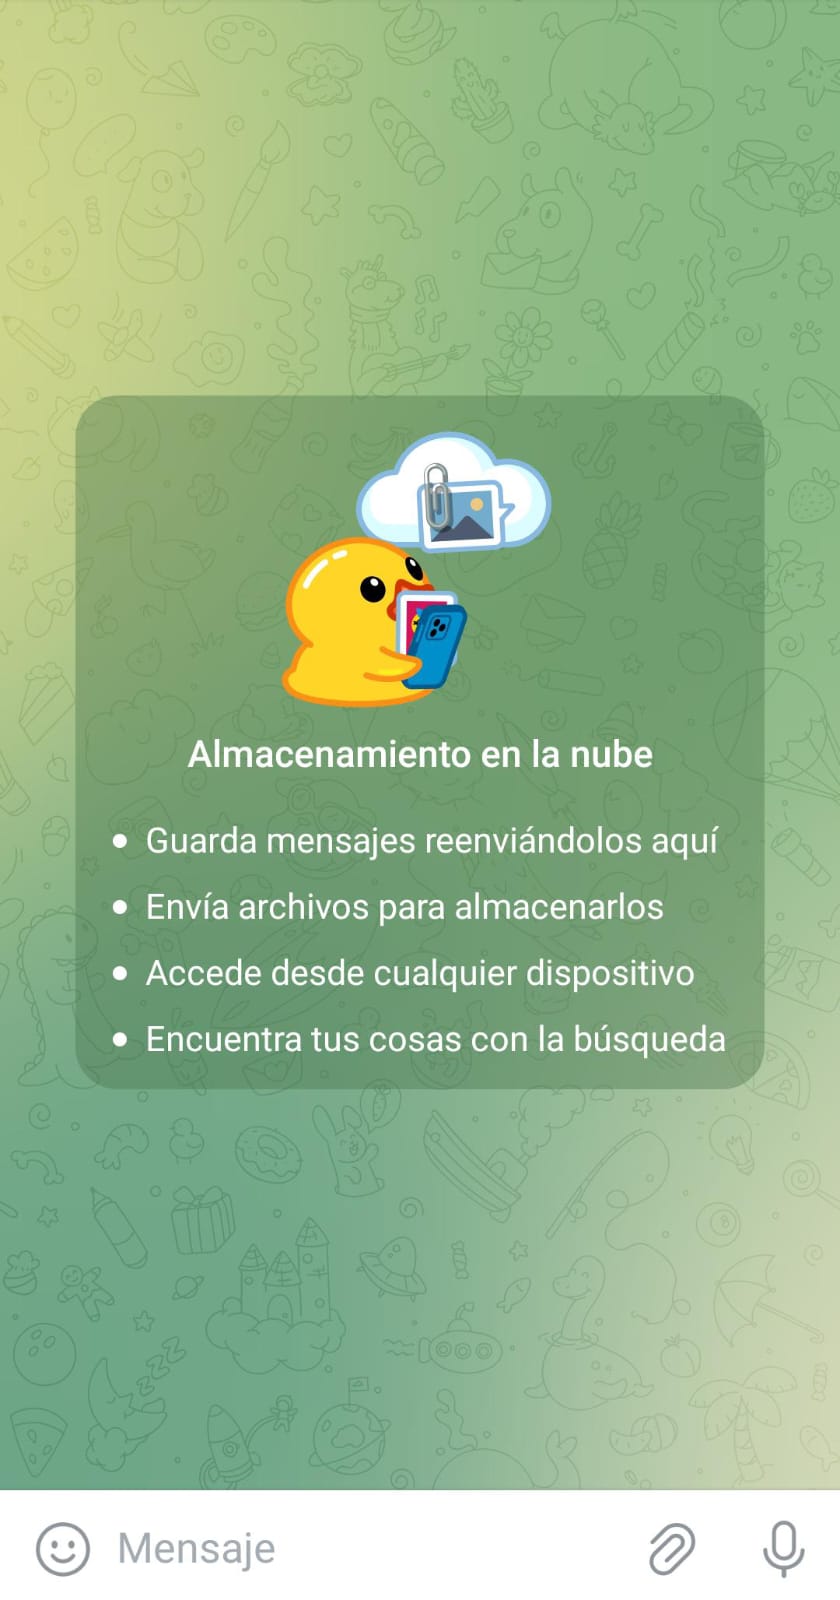 Almacenamiento en la nube
• Guarda mensajes reenviándolos aquí
• Envía archivos para almacenarlos
• Accede desde cualquier dispositivo
• Encuentra tus cosas con la búsqueda
Mensaje